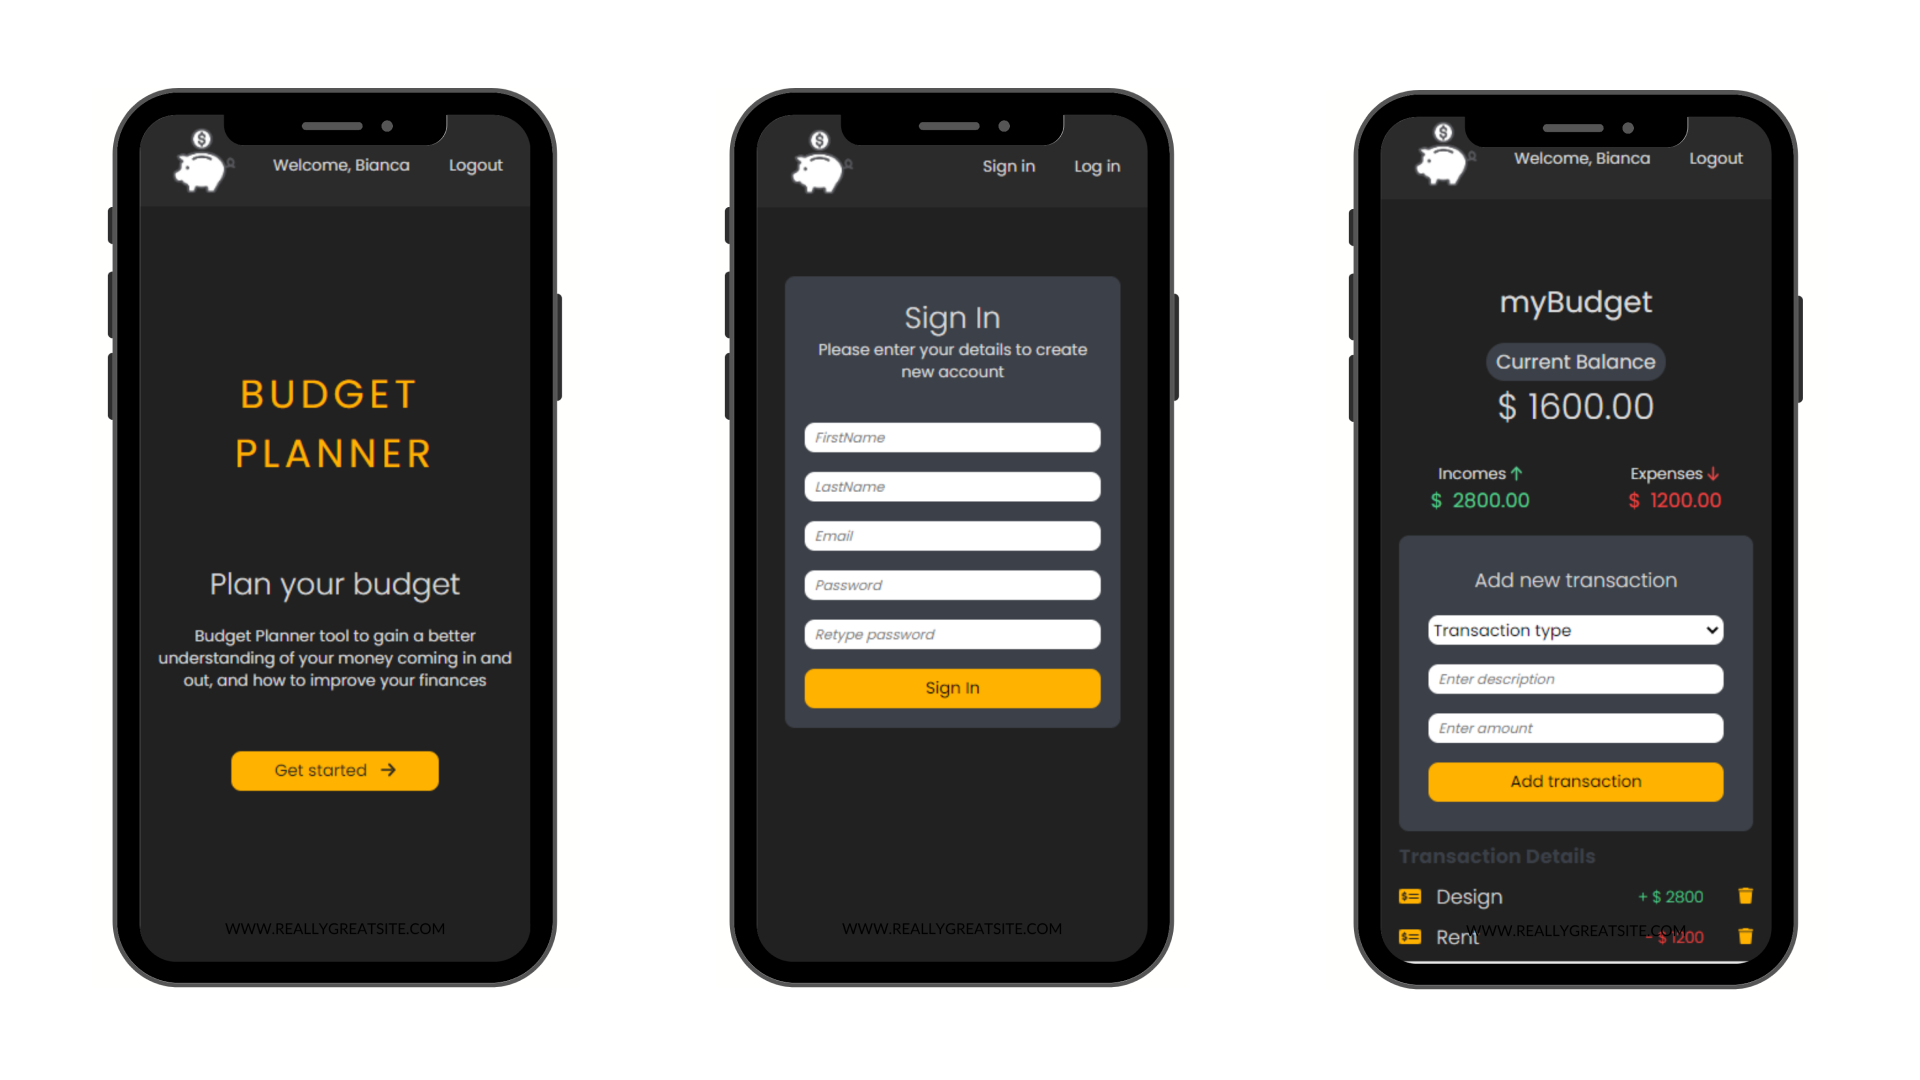 Welcome, Bianca Logout
BUDGET
PLANNER
Plan your budget
Budget Planner tool to gain a better
understanding of your money coming in and
out, and how to improve your finances
Get started
WWW.REALLYGREATSITE.COM
Sign in Log in
Sign In
Please enter your details to create
new account
FirstName
LastName
Email
Password
Retype password
Sign In
WWW.REALLYGREATSITE.COM
Welcome, Bianca Logout
myBudget
Current Balance
$ 1600.00
Incomes Expenses
$ 2800.00 $ 1200.00
Add new transaction
Transaction type
Enter description
Enter amount
Add transaction
Transaction Details
Design + $ 2800
Rent - $ 1200
WWW.REALLYGREATSITE.COM